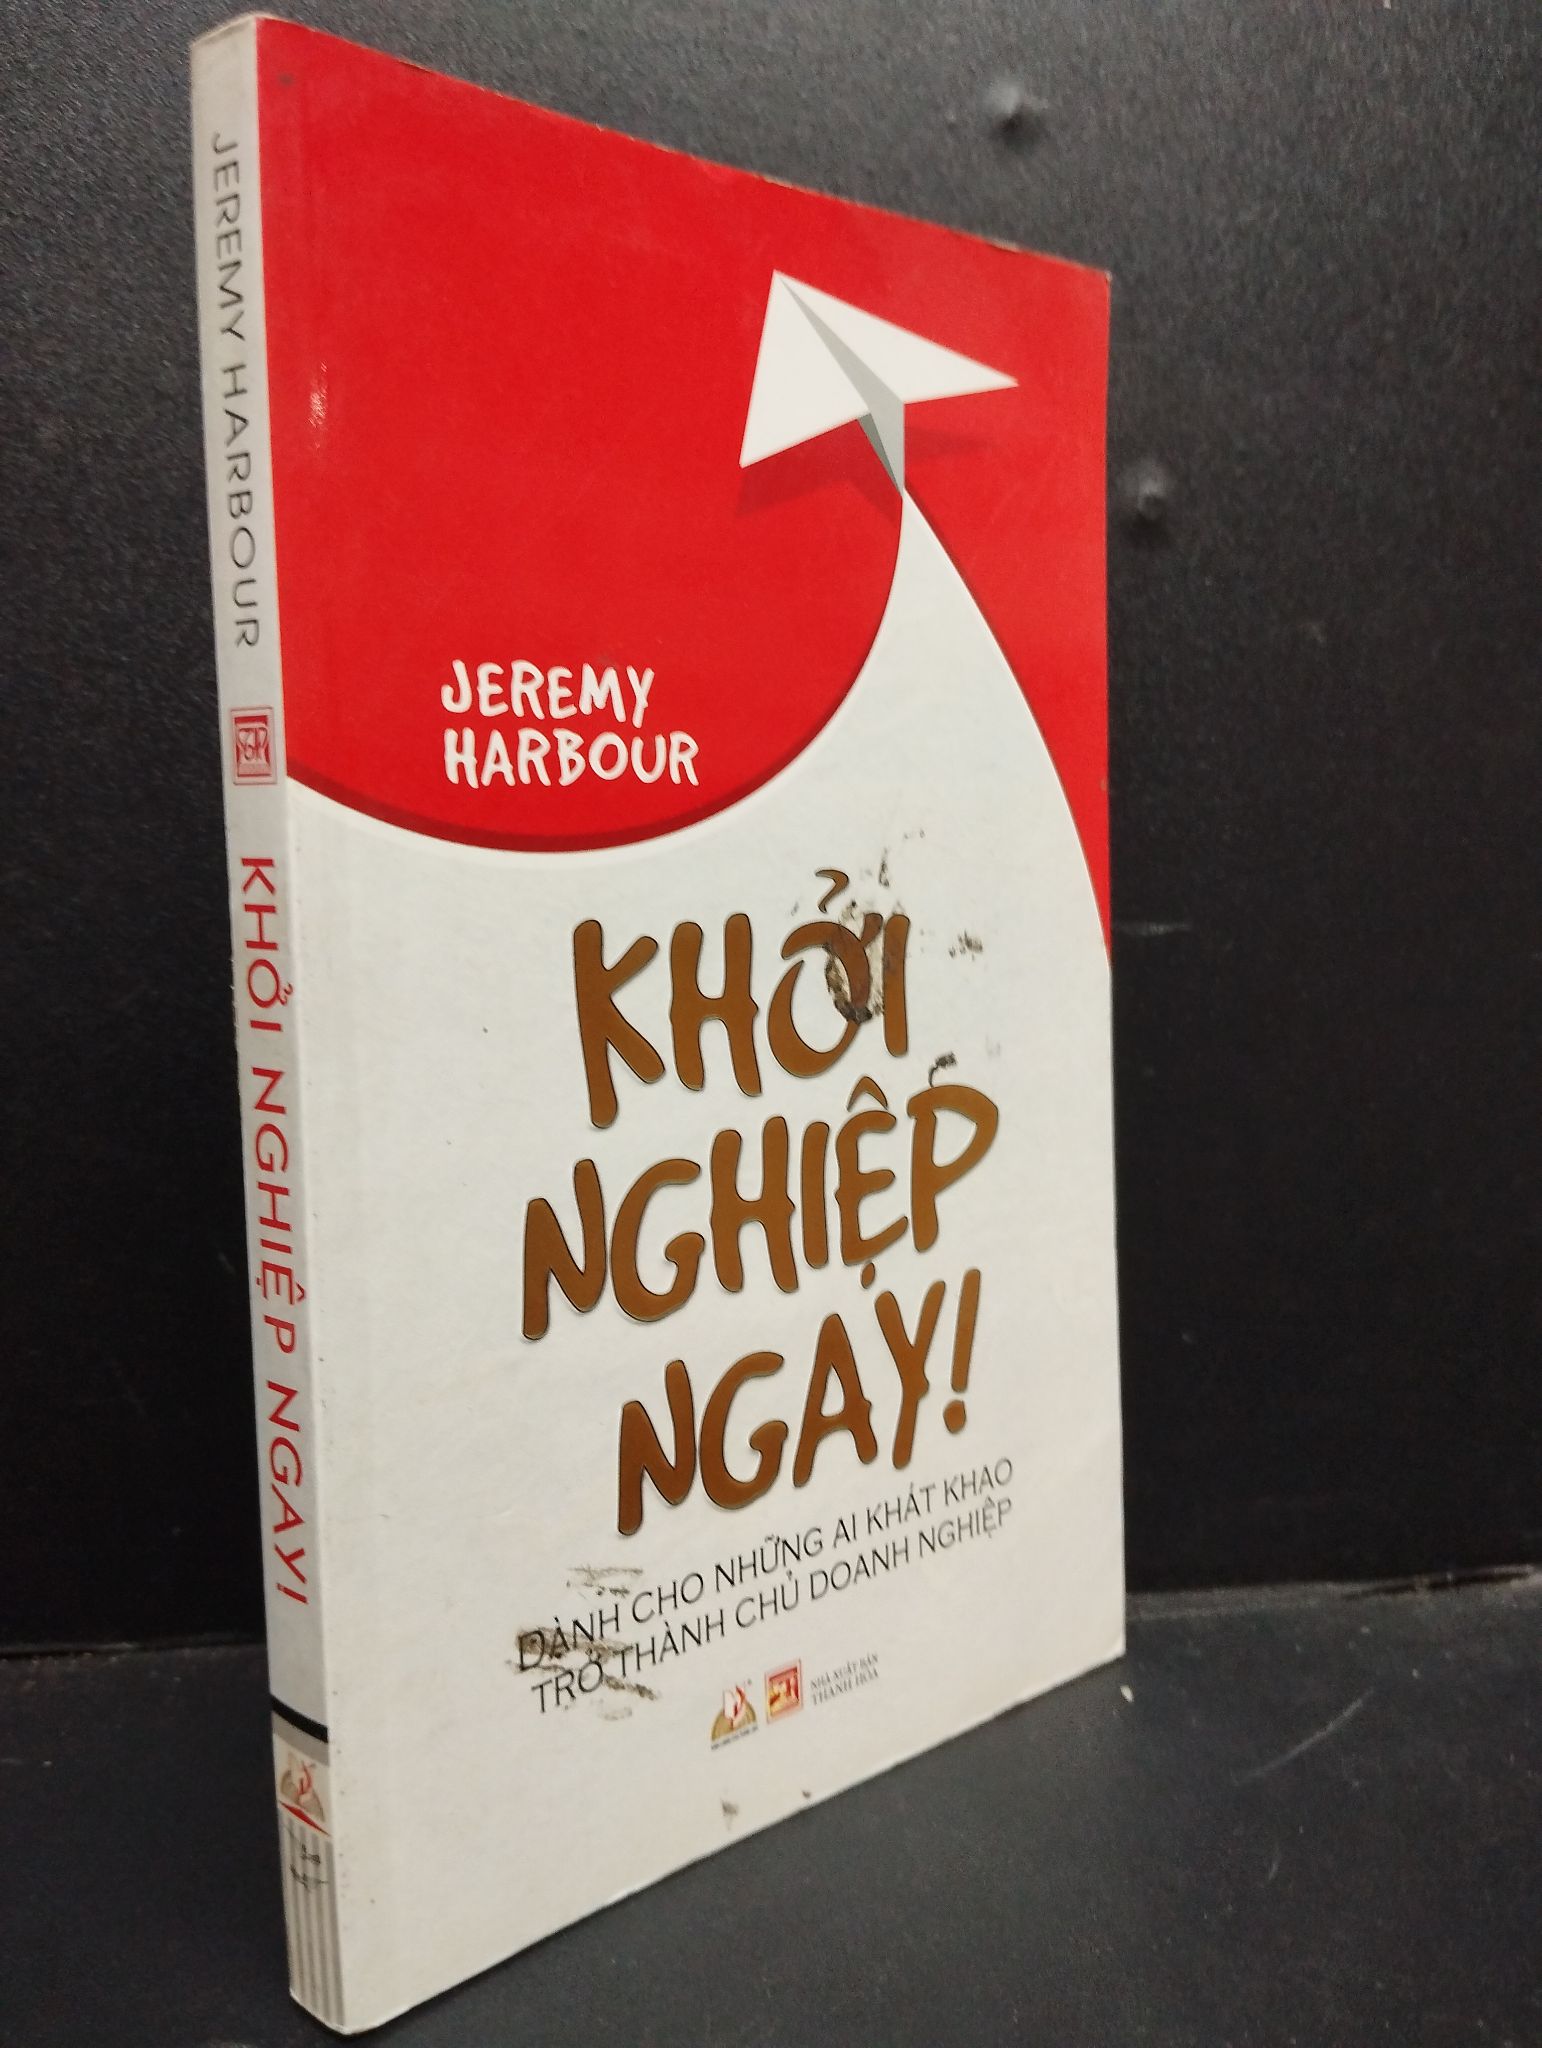 JEREMY HARBOUR
KHỞI NGHIỆP NGAY!
JEREMY
HARBOUR
KHỞI
NGHIỆP
NGAY!
DÀNH CHO NHỮNG AI KHÁT KHAO
TRỞ THÀNH CHỦ DOANH NGHIỆP
NHÀ XUẤT BẢN
THANH HÓA